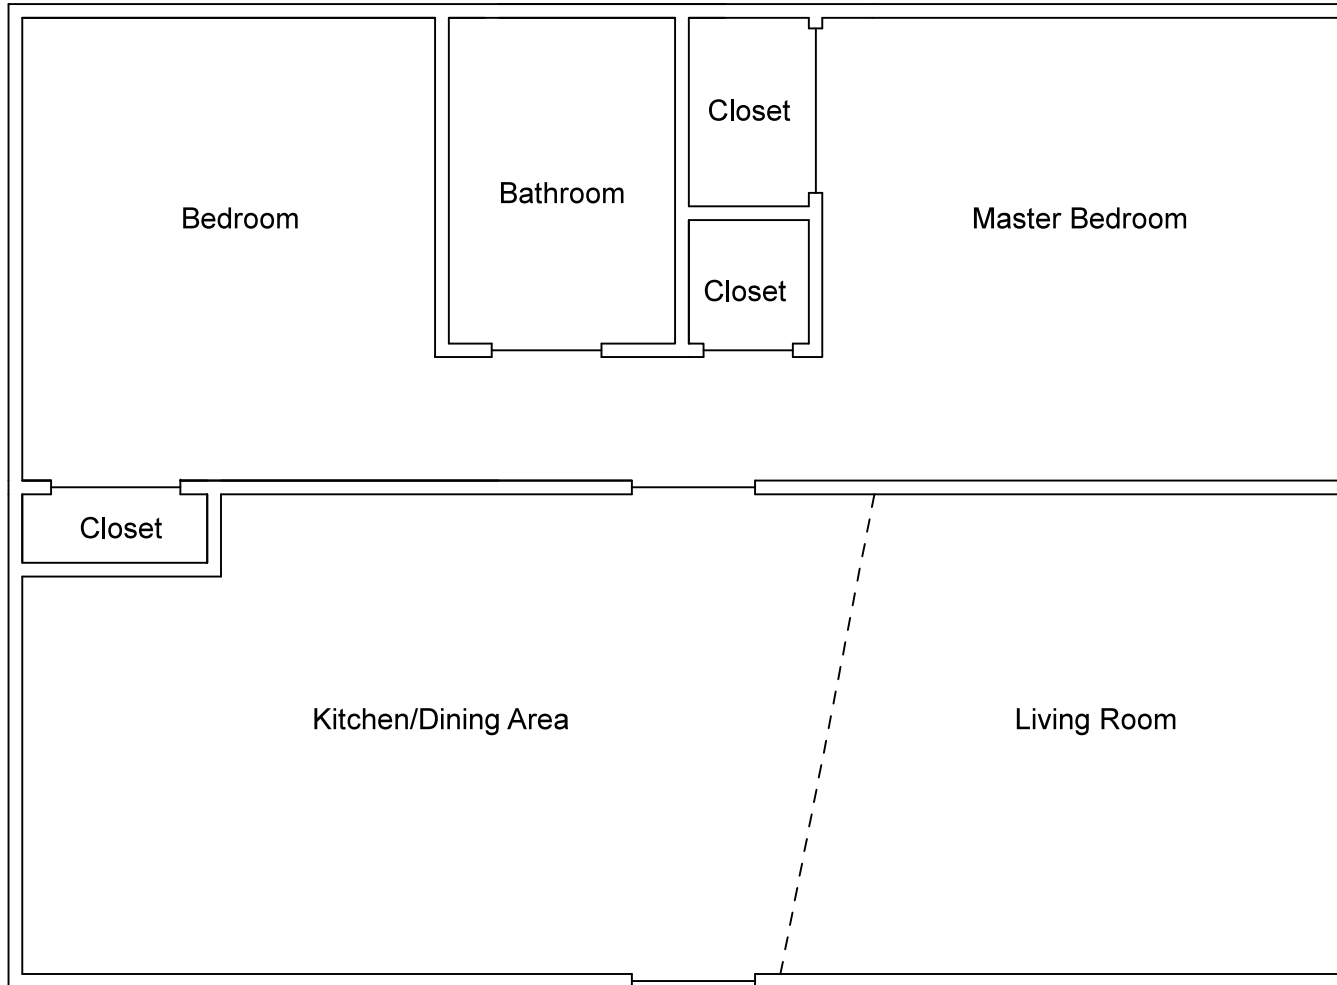 Closet
Bathroom
Bedroom
Master Bedroom
Closet
Closet
Kitchen/Dining Area
Living Room